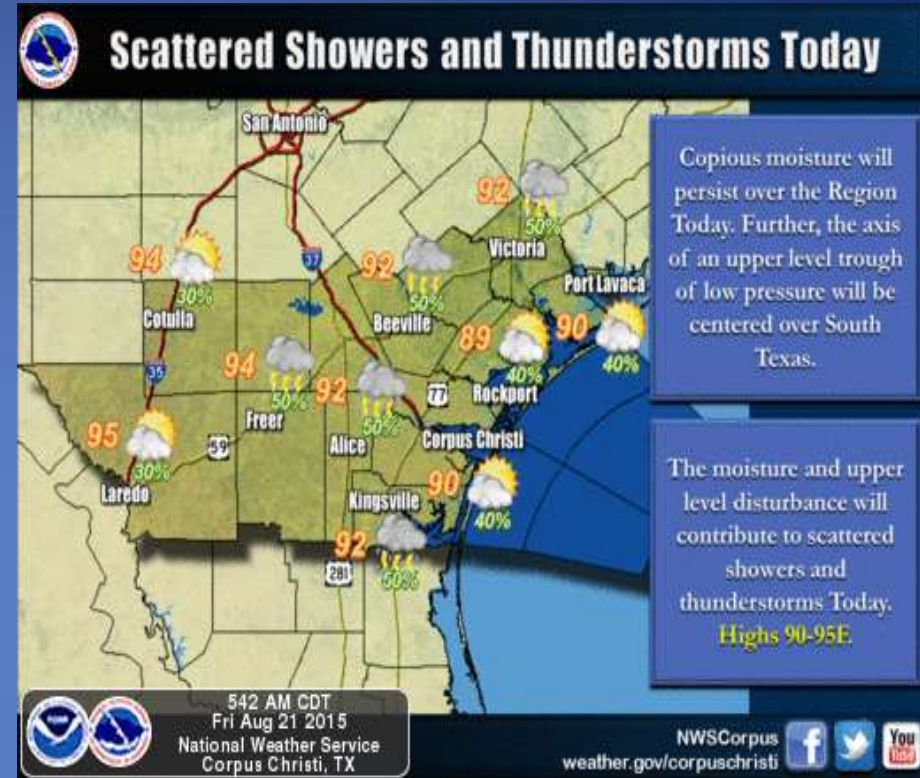 Scattered Showers and Thunderstorms Today
San Antonio
92
50%
Victoria
94
30%
Cotulla
37
92
50%
Beeville
Port Lavaca
89
40%
Rockport
90
40%
35
94
50%
Freer
92
50%
Alice
77
Corpus Christi
95
30%
Laredo
59
Kingsville
90
40%
92
50%
281
Copious moisture will
persist over the Region
Today. Further, the axis
of an upper level trough
of low pressure will be
centered over South
Texas.
The moisture and upper
level disturbance will
contribute to scattered
showers and
thunderstorms Today.
Highs 90-95F.
NOAA
542 AM CDT
Fri Aug 21 2015
National Weather Service
Corpus Christi, TX
NWSCorpus
weather.gov/corpuschristi
f
You
Tube